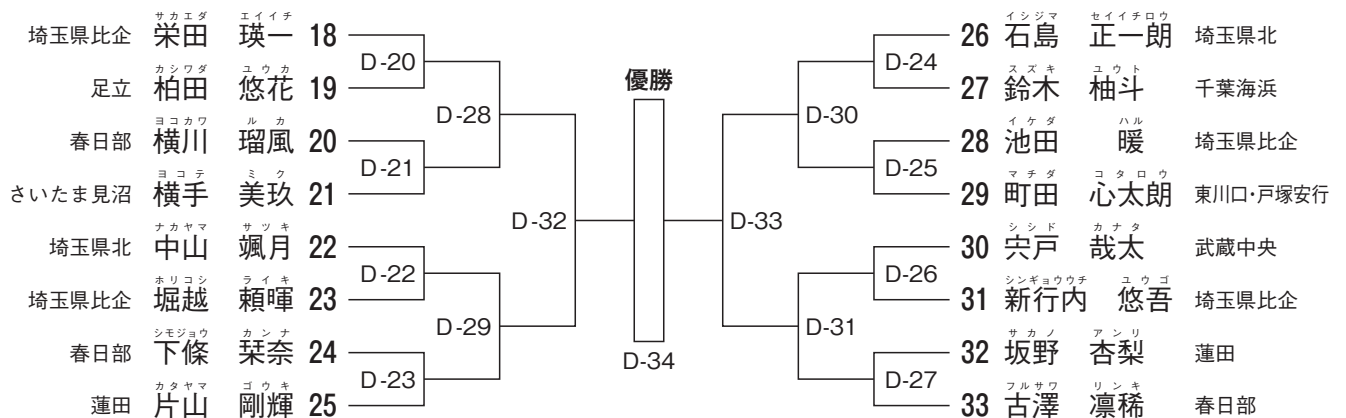 サカエダ エイイチ
埼玉県比企 栄田 瑛一 18
カシワダ ユウカ
足立 柏田 悠花 19
ヨコカワ ルカ
春日部 横川 瑠風 20
ヨコテ ミク
さいたま見沼 横手 美玖 21
ナカヤマ サツキ
埼玉県北 中山 颯月 22
ホリコシ ライキ
埼玉県比企 堀越 頼暉 23
シモジョウ カンナ
春日部 下條 栞奈 24
カタヤマ ゴウキ
蓮田 片山 剛輝 25
D-20
D-21
D-22
D-23
D-28
D-29
D-32
優勝
D-34
D-33
D-30
D-31
D-24
D-25
D-26
D-27
イシジマ セイイチロウ
26 石島 正一朗 埼玉県北
スズキ ユウト
27 鈴木 柚斗 千葉海浜
イケダ ハル
28 池田 暖 埼玉県比企
マチダ コタロウ
29 町田 心太朗 東川口・戸塚安行
シシド カナタ
30 宍戸 哉太 武蔵中央
シンギョウウチ ユウゴ
31 新行内 悠吾 埼玉県比企
サカノ アンリ
32 坂野 杏梨 蓮田
フルサワ リンキ
33 古澤 凛稀 春日部